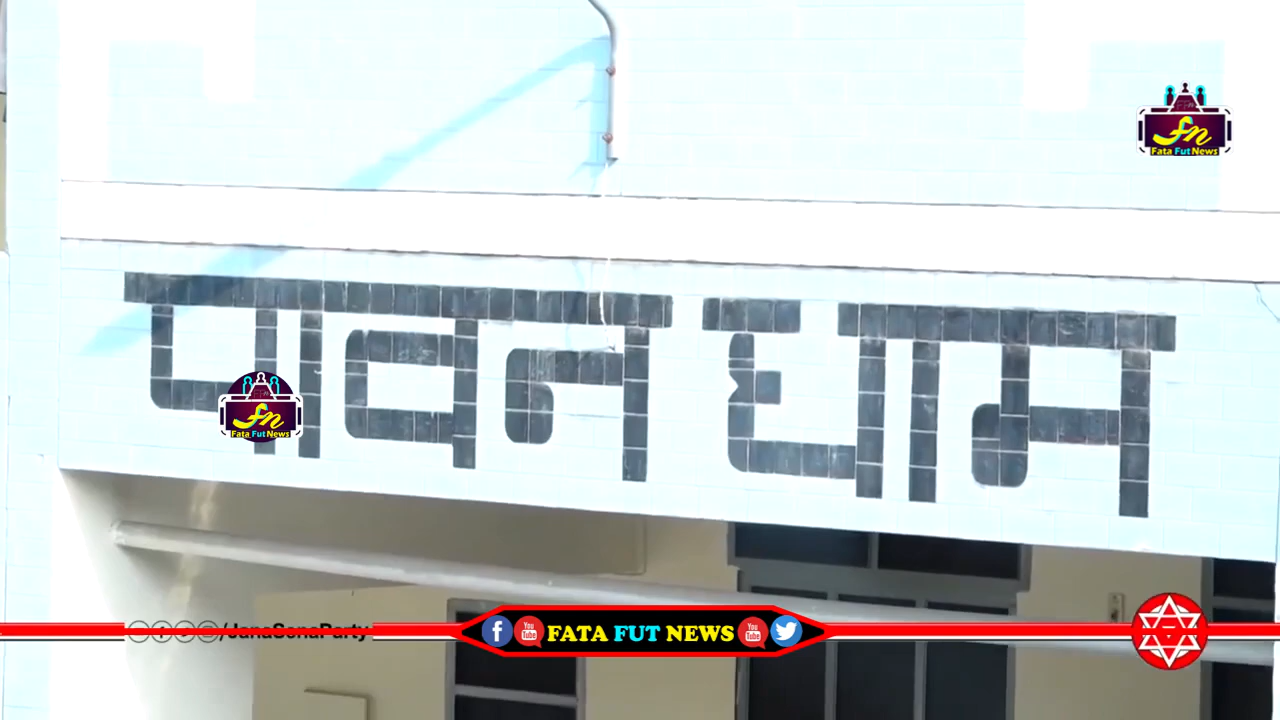 Fata Fut News
पावन धाम
Fata Fut News
/JanaSenaParty
FATA FUT NEWS